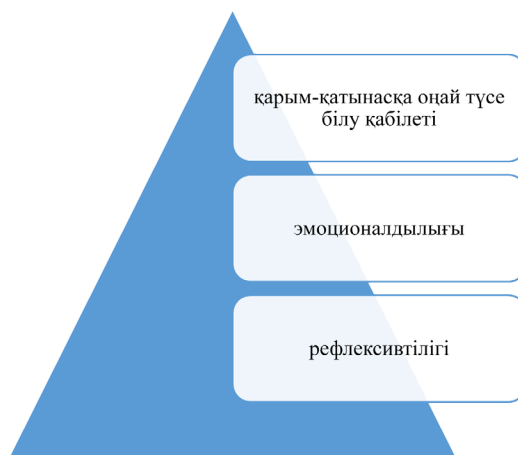 қарым-қатынасқа оңай түсе
білу қабілеті
эмоционалдылығы
рефлексивтілігі